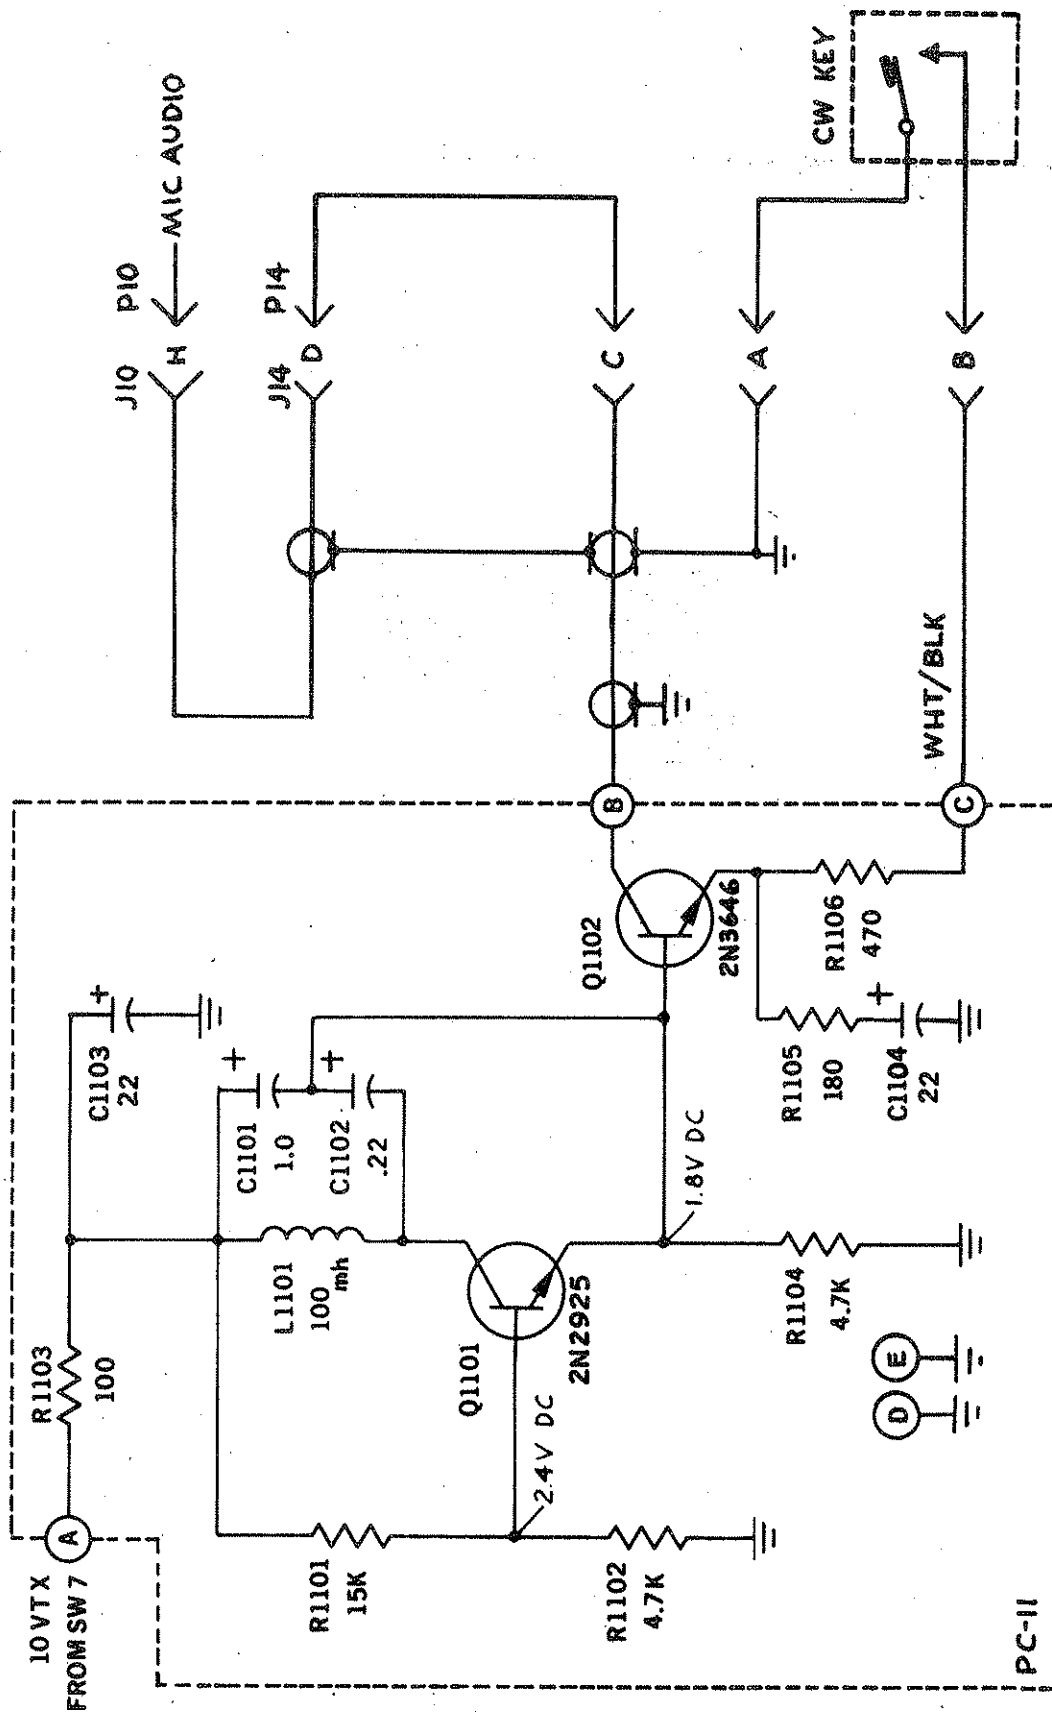 10 VTX
FROM SW 7
A
R1103
100
C1103
22
+
R1101
15K
R1102
4.7K
2.4V DC
L1101
100
mh
C1101
1.0
+
C1102
.22
+
Q1101
2N2925
1.8V DC
R1104
4.7K
D
E
Q1102
2N3646
R1105
180
C1104
22
+
R1106
470
B
C
WHT/BLK
J10
P10
H
MIC AUDIO
J14
P14
D
C
A
B
CW KEY
PC-11